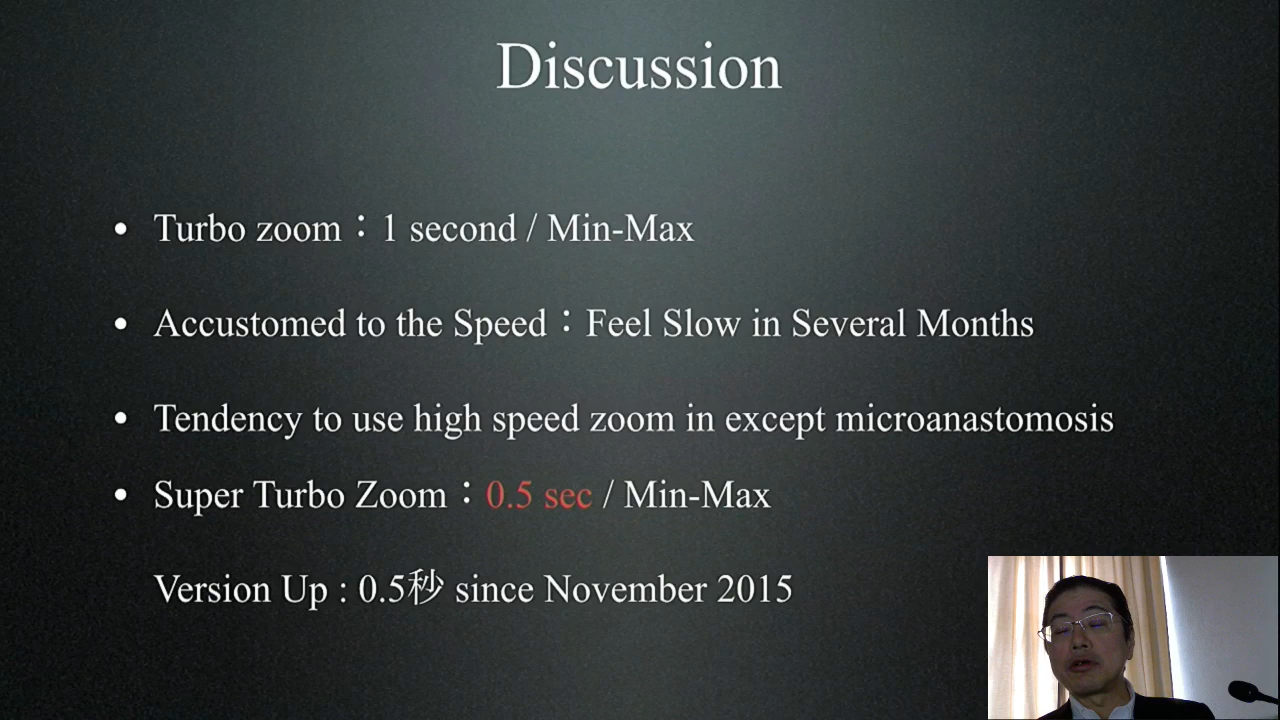 Discussion
• Turbo zoom：1 second / Min-Max
• Accustomed to the Speed：Feel Slow in Several Months
• Tendency to use high speed zoom in except microanastomosis
• Super Turbo Zoom：0.5 sec / Min-Max
Version Up : 0.5秒 since November 2015